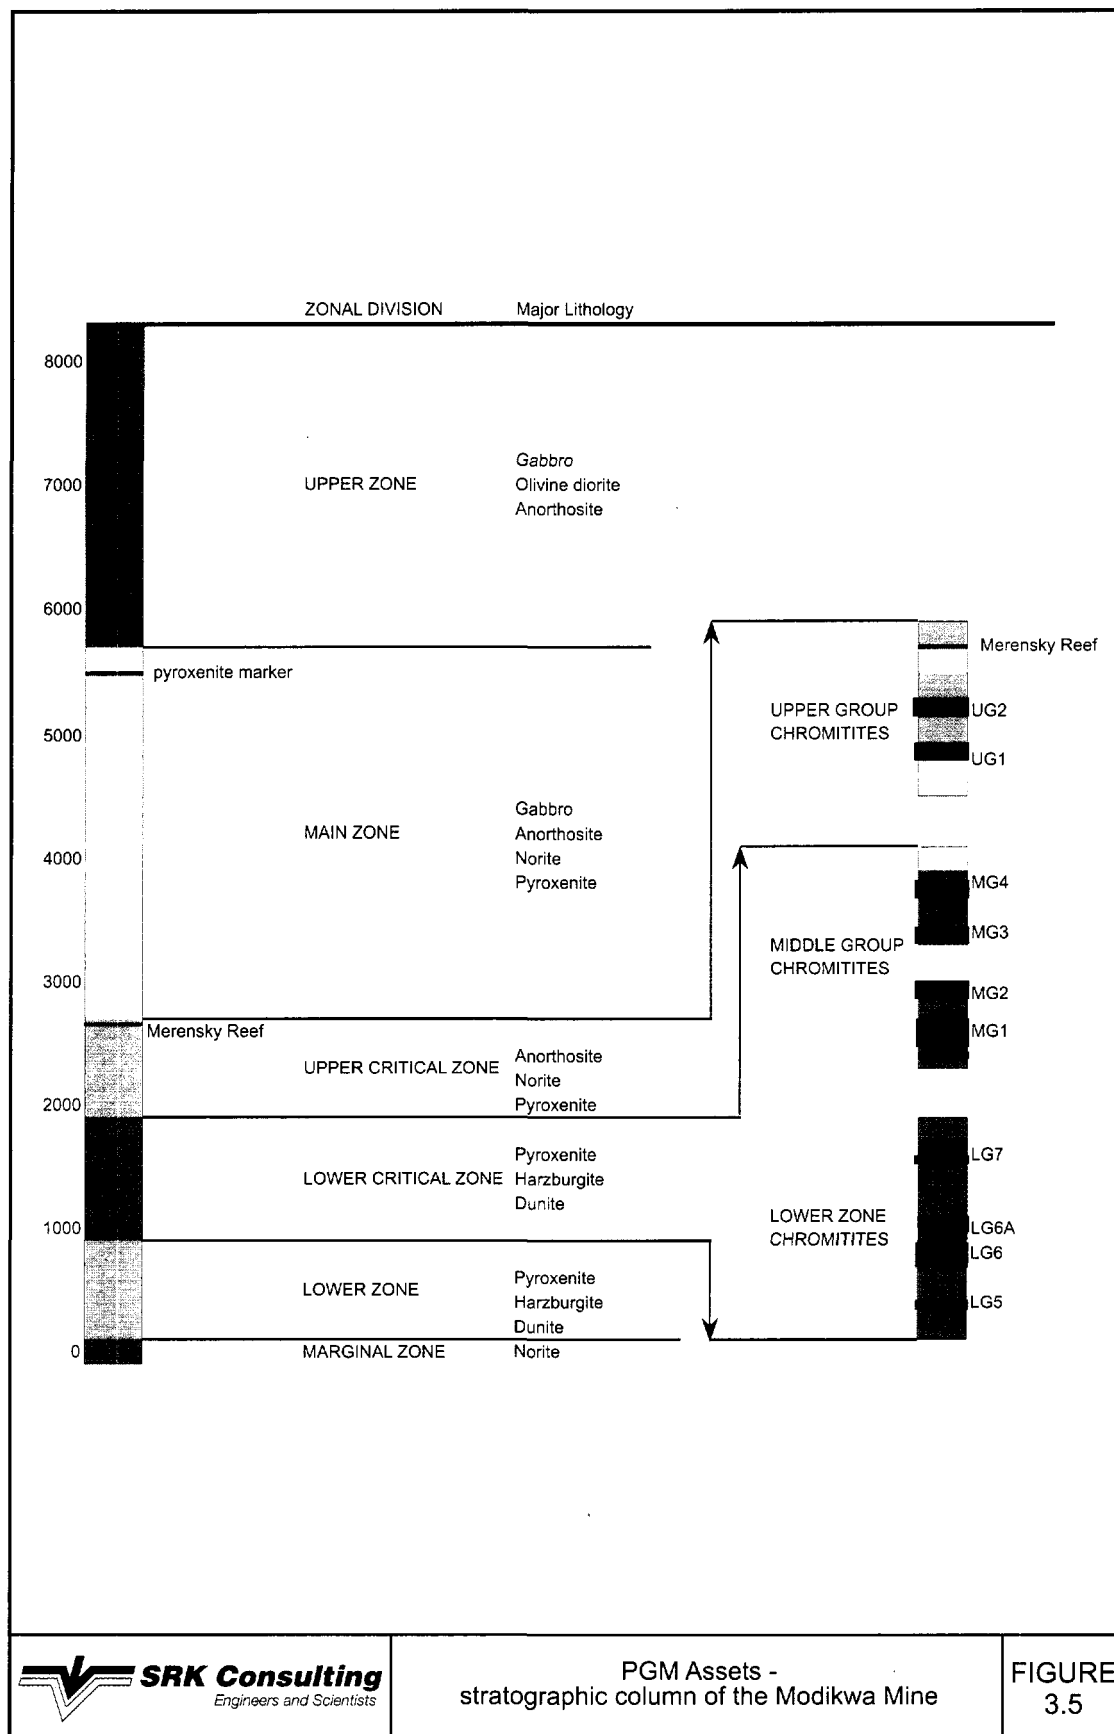 ZONAL DIVISION Major Lithology
8000
7000
6000
5000
4000
3000
2000
1000
0
UPPER ZONE
Gabbro
Olivine diorite
Anorthosite
pyroxenite marker
MAIN ZONE
Gabbro
Anorthosite
Norite
Pyroxenite
Merensky Reef
UPPER CRITICAL ZONE
Anorthosite
Norite
Pyroxenite
LOWER CRITICAL ZONE
Pyroxenite
Harzburgite
Dunite
LOWER ZONE
Pyroxenite
Harzburgite
Dunite
MARGINAL ZONE
Norite
UPPER GROUP
CHROMITITES
Merensky Reef
UG2
UG1
MIDDLE GROUP
CHROMITITES
MG4
MG3
MG2
MG1
LOWER ZONE
CHROMITITES
LG7
LG6A
LG6
LG5
SRK Consulting
Engineers and Scientists
PGM Assets -
stratographic column of the Modikwa Mine
FIGURE
3.5